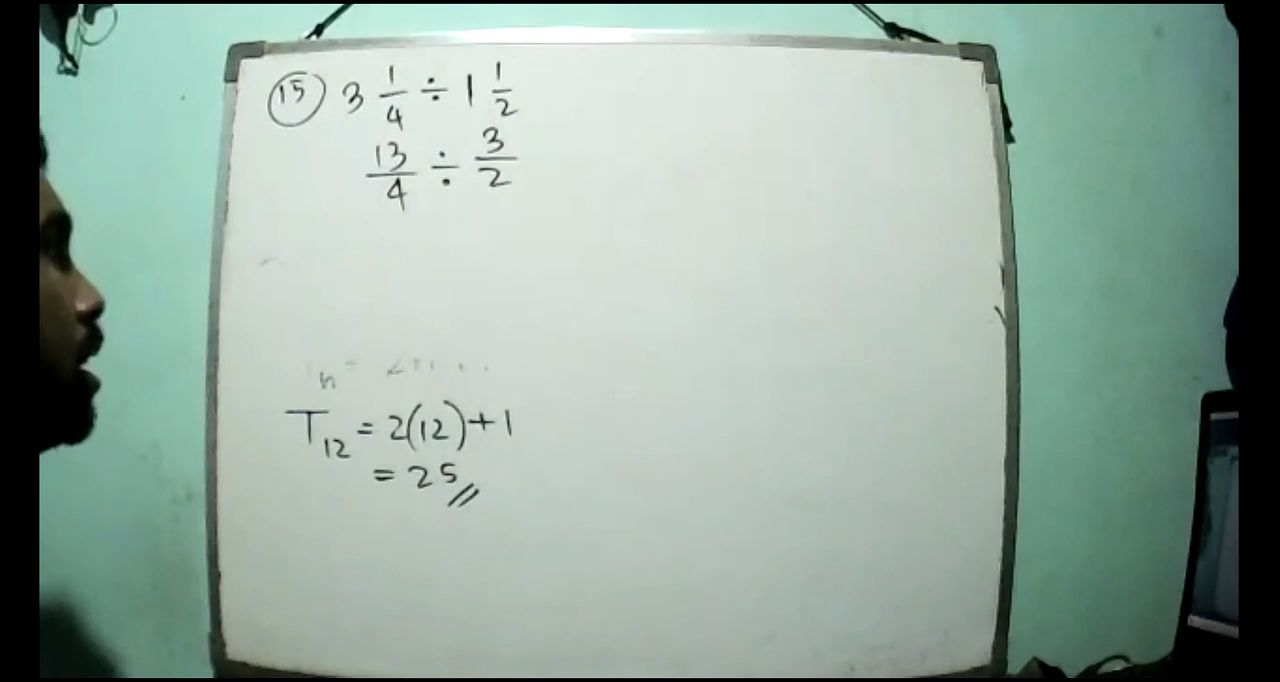 15 3 1/4 ÷ 1 1/2
13/4 ÷ 3/2
T12 = 2(12)+1
= 25